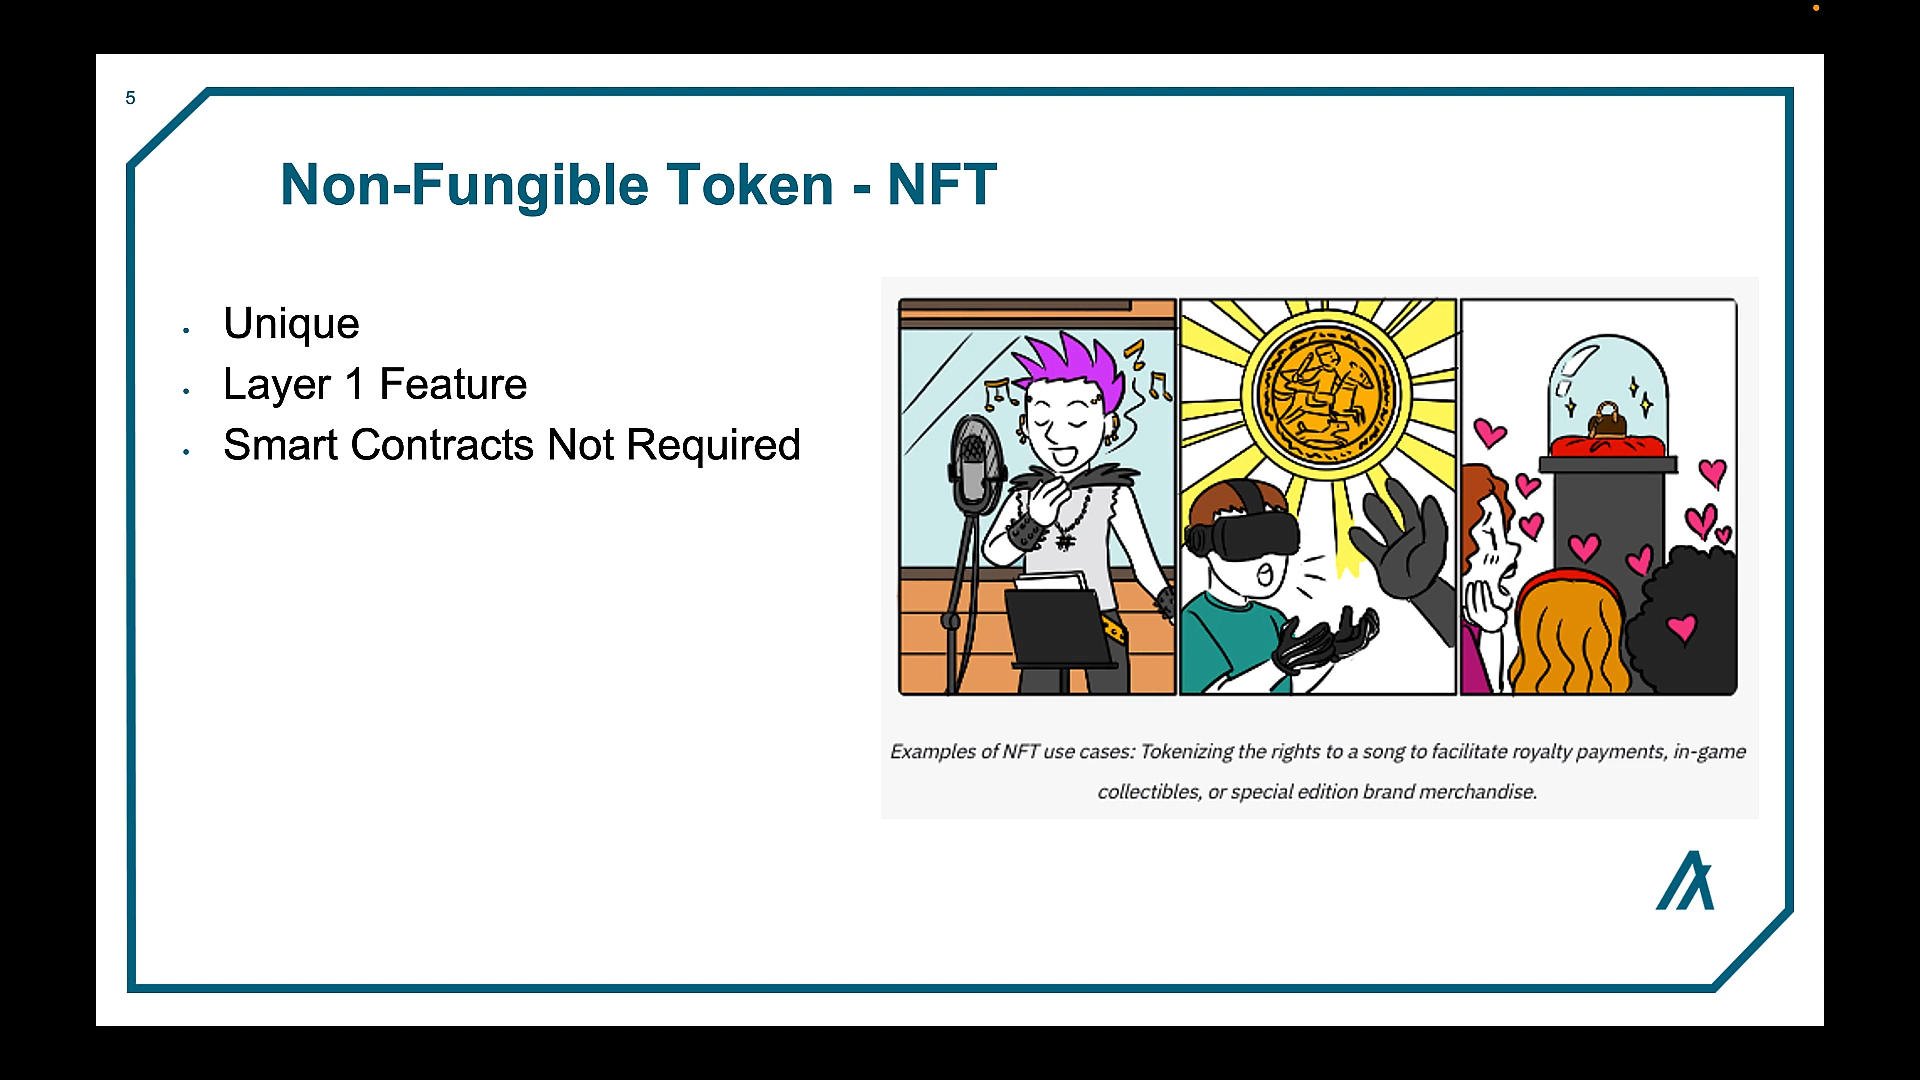 5
Non-Fungible Token - NFT
Unique
Layer 1 Feature
Smart Contracts Not Required
Examples of NFT use cases: Tokenizing the rights to a song to facilitate royalty payments, in-game
collectibles, or special edition brand merchandise.